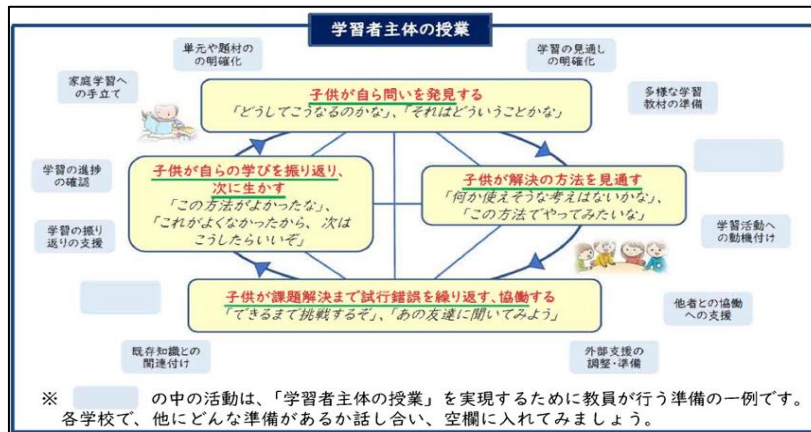 学習者主体の授業
単元や題材の
の明確化
学習の見通し
の明確化
家庭学習へ
の手立て
子供が自ら問いを発見する
「どうしてこうなるのかな」、「それはどういうことかな」
多様な学習
教材の準備
学習の進捗
の確認
子供が自らの学びを振り返り、
次に生かす
「この方法がよかったな」、
「これがよくなかったから、次は
こうしたらいいぞ」
子供が解決の方法を見通す
「何か使えそうな考えはないかな」、
「この方法でやってみたいな」
学習の振り
返りの支援
学習活動へ
の動機付け
子供が課題解決まで試行錯誤を繰り返す、協働する
「できるまで挑戦するぞ」、「あの友達に聞いてみよう」
他者との協働
への支援
既存知識との
関連付け
外部支援の
調整・準備
※ の中の活動は、「学習者主体の授業」を実現するために教員が行う準備の一例です。
各学校で、他にどんな準備があるか話し合い、空欄に入れてみましょう。